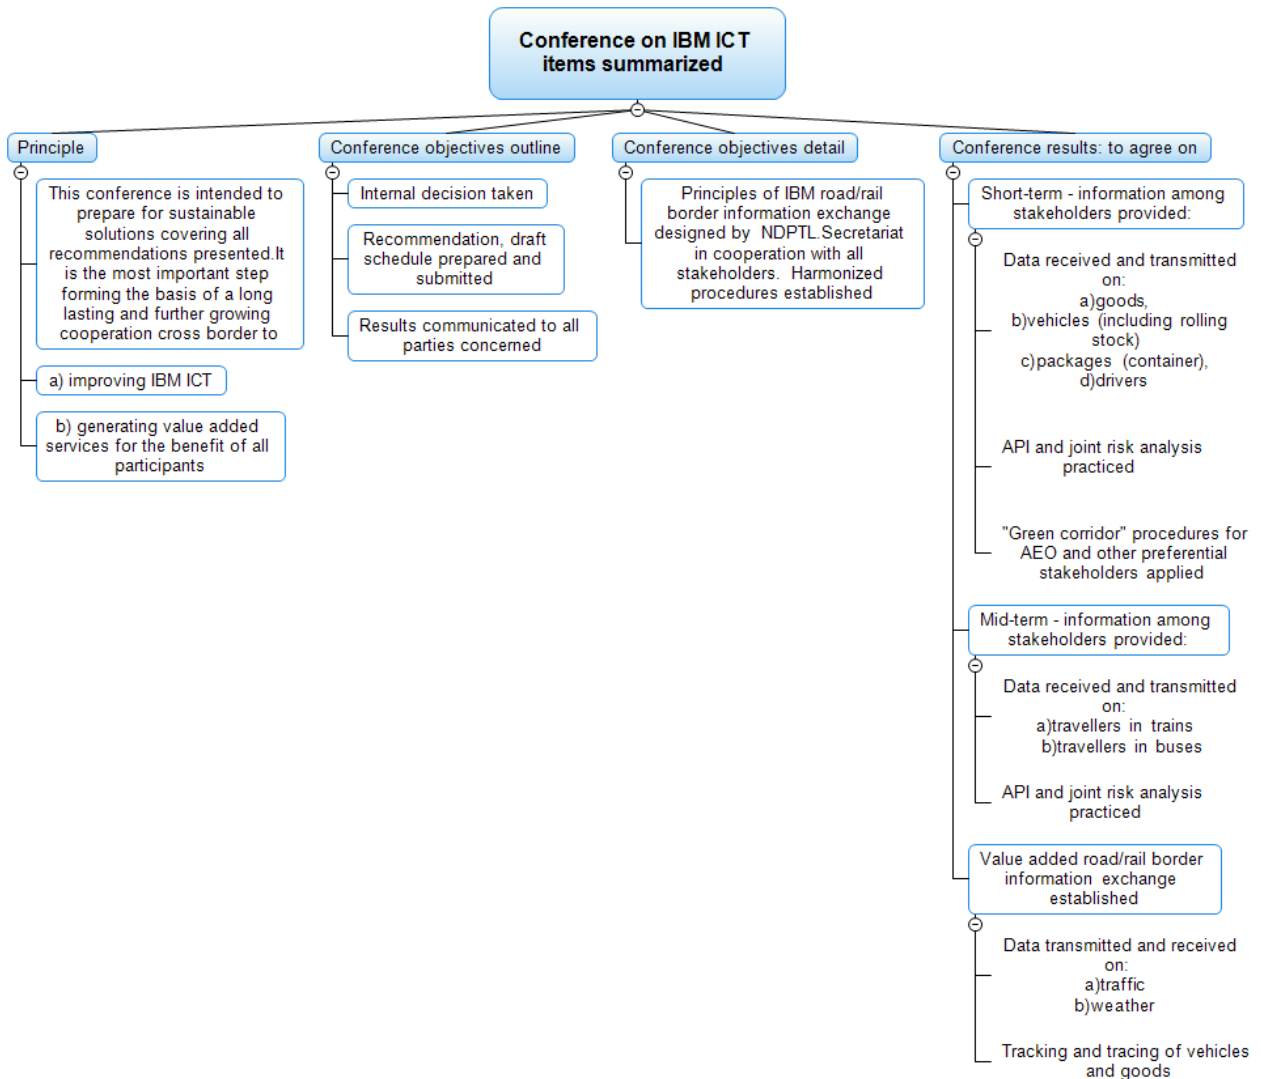 Conference on IBM ICT
items summarized
Principle
This conference is intended to
prepare for sustainable
solutions covering all
recommendations presented.It
is the most important step
forming the basis of a long
lasting and further growing
cooperation cross border to
a) improving IBM ICT
b) generating value added
services for the benefit of all
participants
Conference objectives outline
Internal decision taken
Recommendation, draft
schedule prepared and
submitted
Results communicated to all
parties concerned
Conference objectives detail
Principles of IBM road/rail
border information exchange
designed by NDPTL.Secretariat
in cooperation with all
stakeholders. Harmonized
procedures established
Conference results: to agree on
Short-term - information among
stakeholders provided:
Data received and transmitted
on:
a)goods,
b)vehicles (including rolling
stock)
c)packages (container),
d)drivers
API and joint risk analysis
practiced
"Green corridor" procedures for
AEO and other preferential
stakeholders applied
Mid-term - information among
stakeholders provided:
Data received and transmitted
on:
a)travellers in trains
b)travellers in buses
API and joint risk analysis
practiced
Value added road/rail border
information exchange
established
Data transmitted and received
on:
a)traffic
b)weather
Tracking and tracing of vehicles
and goods